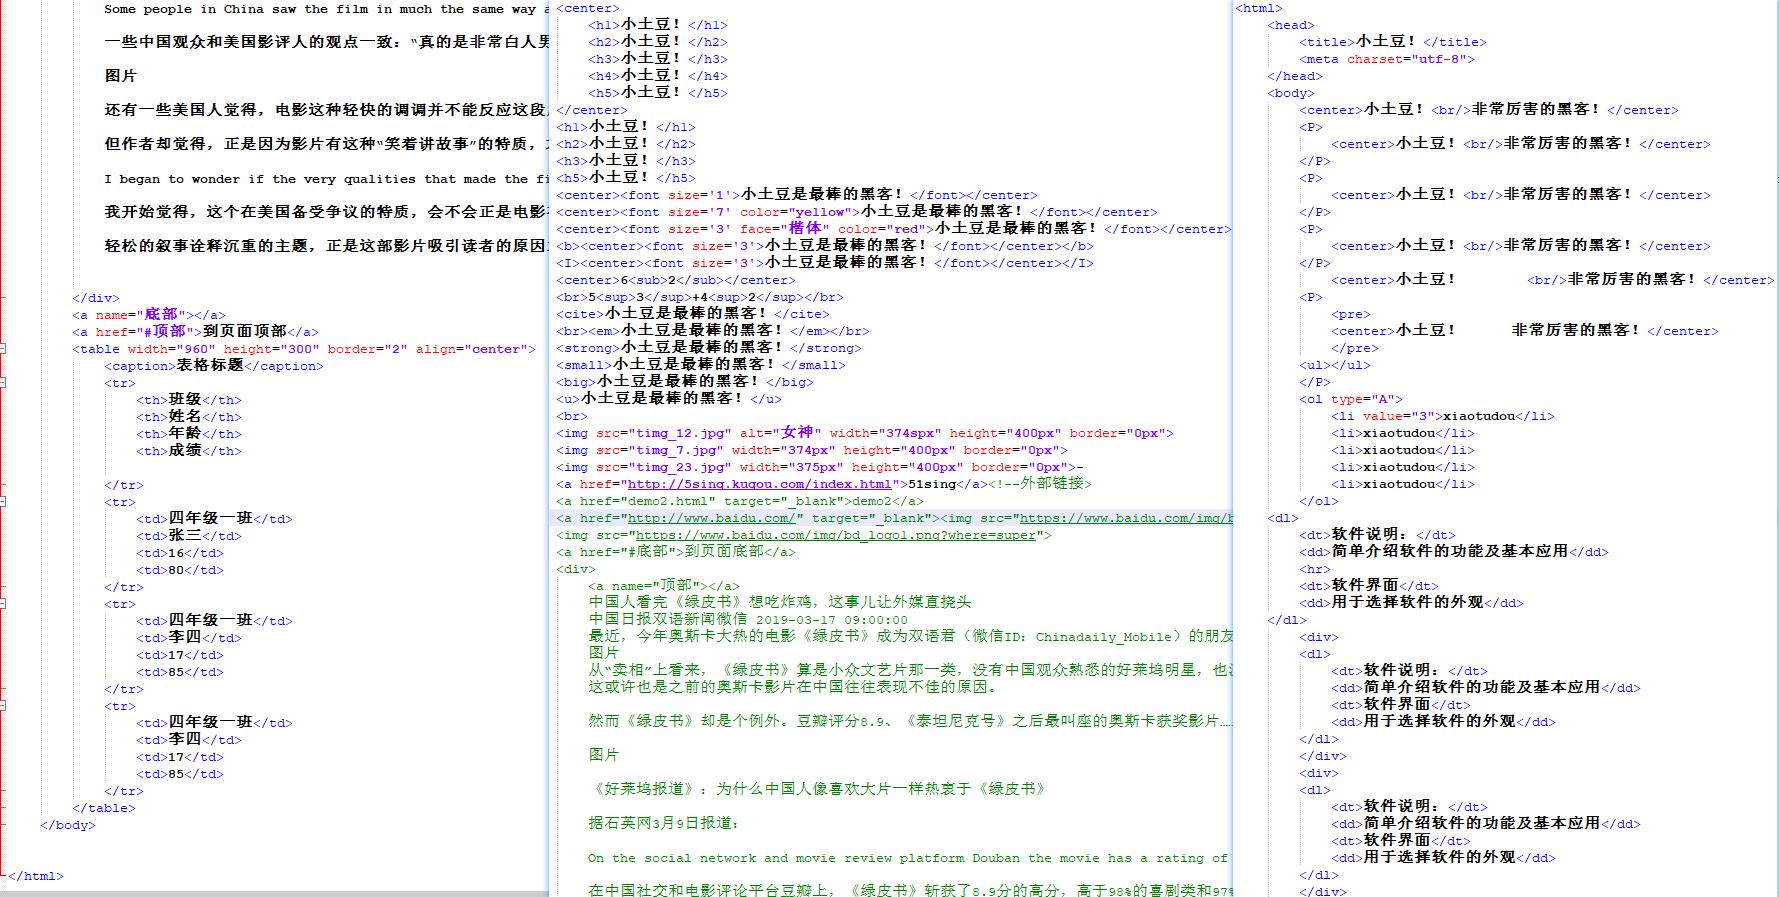 Some people in China saw the film in much the same way
一些中国观众和美国影评人的观点一致：“真的是非常白人男
图片
还有一些美国人觉得，电影这种轻快的调调并不能反应这段
但作者却觉得，正是因为影片有这种“笑着讲故事”的特质，
I began to wonder if the very qualities that made the fi
我开始觉得，这个在美国备受争议的特质，会不会正是电影
轻松的叙事诠释沉重的主题，正是这部影片吸引读者的原因
</div>
<a name="底部"></a>
<a href="#顶部">到页面顶部</a>
<table width="960" height="300" border="2" align="center">
<caption>表格标题</caption>
<tr>
<th>班级</th>
<th>姓名</th>
<th>年龄</th>
<th>成绩</th>
</tr>
<tr>
<td>四年级一班</td>
<td>张三</td>
<td>16</td>
<td>80</td>
</tr>
<tr>
<td>四年级一班</td>
<td>李四</td>
<td>17</td>
<td>85</td>
</tr>
<tr>
<td>四年级一班</td>
<td>李四</td>
<td>17</td>
<td>85</td>
</tr>
</table>
</body>
</html>
<center>
<h1>小土豆！</h1>
<h2>小土豆！</h2>
<h3>小土豆！</h3>
<h4>小土豆！</h4>
<h5>小土豆！</h5>
</center>
<h1>小土豆！</h1>
<h2>小土豆！</h2>
<h3>小土豆！</h3>
<h5>小土豆！</h5>
<center><font size='1'>小土豆是最棒的黑客！</font></center>
<center><font size='7' color="yellow">小土豆是最棒的黑客！</font></center>
<center><font size='3' face="楷体" color="red">小土豆是最棒的黑客！</font></center>
<b><center><font size='3'>小土豆是最棒的黑客！</font></center></b>
<I><center><font size='3'>小土豆是最棒的黑客！</font></center></I>
<center>6<sub>2</sub></center>
<br>5<sup>3</sup>+4<sup>2</sup></br>
<cite>小土豆是最棒的黑客！</cite>
<br><em>小土豆是最棒的黑客！</em></br>
<strong>小土豆是最棒的黑客！</strong>
<small>小土豆是最棒的黑客！</small>
<big>小土豆是最棒的黑客！</big>
<u>小土豆是最棒的黑客！</u>
<br>
<img src="timg_12.jpg" alt="女神" width="374spx" height="400px" border="0px">
<img src="timg_7.jpg" width="374px" height="400px" border="0px">
<img src="timg_23.jpg" width="375px" height="400px" border="0px">-
<a href="http://5sing.kugou.com/index.html">51sing</a><!--外部链接>
<a href="demo2.html" target="_blank">demo2</a>
<a href="http://www.baidu.com/" target="_blank"><img src="https://www.baidu.com/img/b
<img src="https://www.baidu.com/img/bd_logo1.png?where=super">
<a href="#底部">到页面底部</a>
<div>
<a name="顶部"></a>
中国人看完《绿皮书》想吃炸鸡，这事儿让外媒直挠头
中国日报双语新闻微信 2019-03-17 09:00:00
最近，今年奥斯卡大热的电影《绿皮书》成为双语君（微信ID：Chinadaily_Mobile）的朋友
图片
从“卖相”上看来，《绿皮书》算是小众文艺片那一类，没有中国观众熟悉的好莱坞明星，也
这或许也是之前的奥斯卡影片在中国往往表现不佳的原因。
然而《绿皮书》却是个例外。豆瓣评分8.9、《泰坦尼克号》之后最叫座的奥斯卡获奖影片……
图片
《好莱坞报道》：为什么中国人像喜欢大片一样热衷于《绿皮书》
据石英网3月9日报道：
On the social network and movie review platform Douban the movie has a rating of
在中国社交和电影评论平台豆瓣上，《绿皮书》斩获了8.9分的高分，高于98%的喜剧类和97%
<html>
<head>
<title>小土豆！</title>
<meta charset="utf-8">
</head>
<body>
<center>小土豆！<br/>非常厉害的黑客！</center>
<P>
<center>小土豆！<br/>非常厉害的黑客！</center>
</P>
<P>
<center>小土豆！<br/>非常厉害的黑客！</center>
</P>
<P>
<center>小土豆！<br/>非常厉害的黑客！</center>
</P>
<center>小土豆！ <br/>非常厉害的黑客！</center>
<P>
<pre>
<center>小土豆！ 非常厉害的黑客！</center>
</pre>
<ul></ul>
</P>
<ol type="A">
<li value="3">xiaotudou</li>
<li>xiaotudou</li>
<li>xiaotudou</li>
<li>xiaotudou</li>
<li>xiaotudou</li>
</ol>
<dl>
<dt>软件说明：</dt>
<dd>简单介绍软件的功能及基本应用</dd>
<hr>
<dt>软件界面</dt>
<dd>用于选择软件的外观</dd>
</dl>
<div>
<dl>
<dt>软件说明：</dt>
<dd>简单介绍软件的功能及基本应用</dd>
<dt>软件界面</dt>
<dd>用于选择软件的外观</dd>
</dl>
</div>
<div>
<dl>
<dt>软件说明：</dt>
<dd>简单介绍软件的功能及基本应用</dd>
<dt>软件界面</dt>
<dd>用于选择软件的外观</dd>
</dl>
</div>